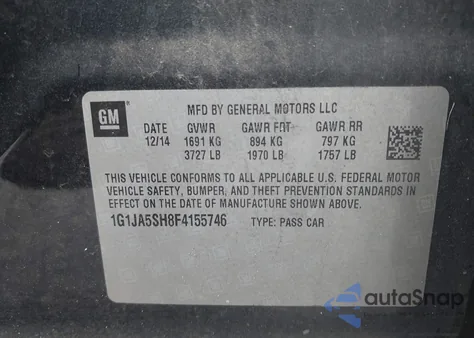 GM
MFD BY GENERAL MOTORS LLC
DATE GVWR GAWR FRT GAWR RR
12/14 1691 KG 894 KG 797 KG
3727 LB 1970 LB 1757 LB
THIS VEHICLE CONFORMS TO ALL APPLICABLE U.S. FEDERAL MOTOR
VEHICLE SAFETY, BUMPER, AND THEFT PREVENTION STANDARDS IN
EFFECT ON THE DATE OF MANUFACTURE SHOWN ABOVE.
1G1JA5SH8F4155746 TYPE: PASS CAR
autoSnap